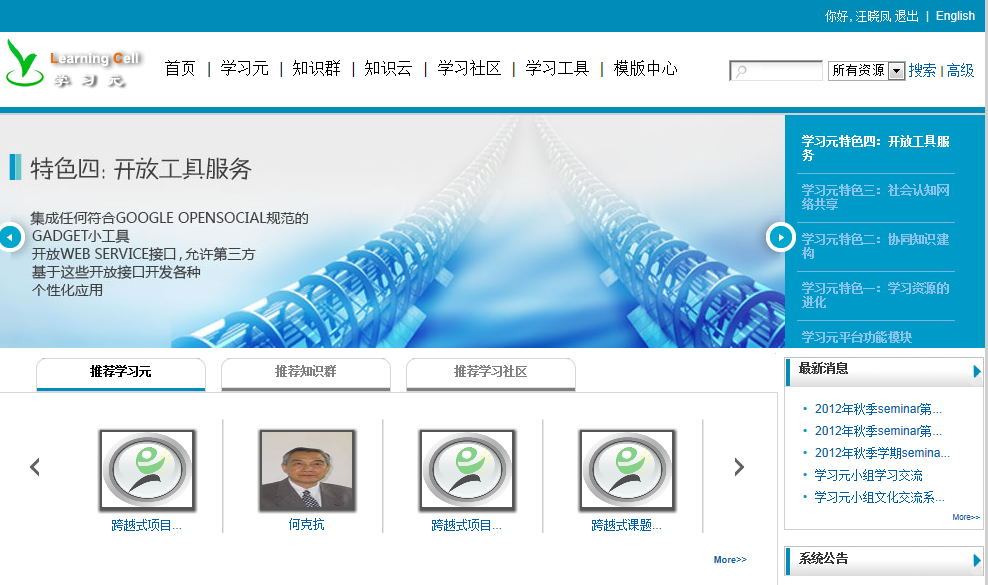 你好, 汪晓凤 退出 | English
Learning Cell
学 习 元
首页 | 学习元 | 知识群 | 知识云 | 学习社区 | 学习工具 | 模版中心
所有资源 搜索 | 高级
特色四: 开放工具服务
集成任何符合GOOGLE OPENSOCIAL规范的
GADGET小工具
开放WEB SERVICE接口, 允许第三方
基于这些开放接口开发各种
个性化应用
学习元特色四：开放工具服
务
学习元特色三：社会认知网
络共享
学习元特色二：协同知识建
构
学习元特色一：学习资源的
进化
学习元平台功能模块
推荐学习元
推荐知识群
推荐学习社区
跨越式项目...
何克抗
跨越式项目...
跨越式课题...
More>>
最新消息
2012年秋季seminar第...
2012年秋季seminar第...
2012年秋季学期semina...
学习元小组学习交流
学习元小组文化交流系...
More>>
系统公告